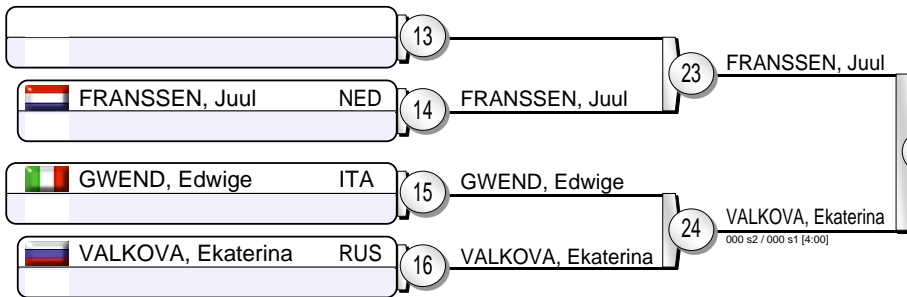 13
FRANSSEN, Juul NED
14
FRANSSEN, Juul
23
FRANSSEN, Juul
GWEND, Edwige ITA
15
GWEND, Edwige
VALKOVA, Ekaterina RUS
16
VALKOVA, Ekaterina
24
VALKOVA, Ekaterina
000 s2 / 000 s1 [4:00]